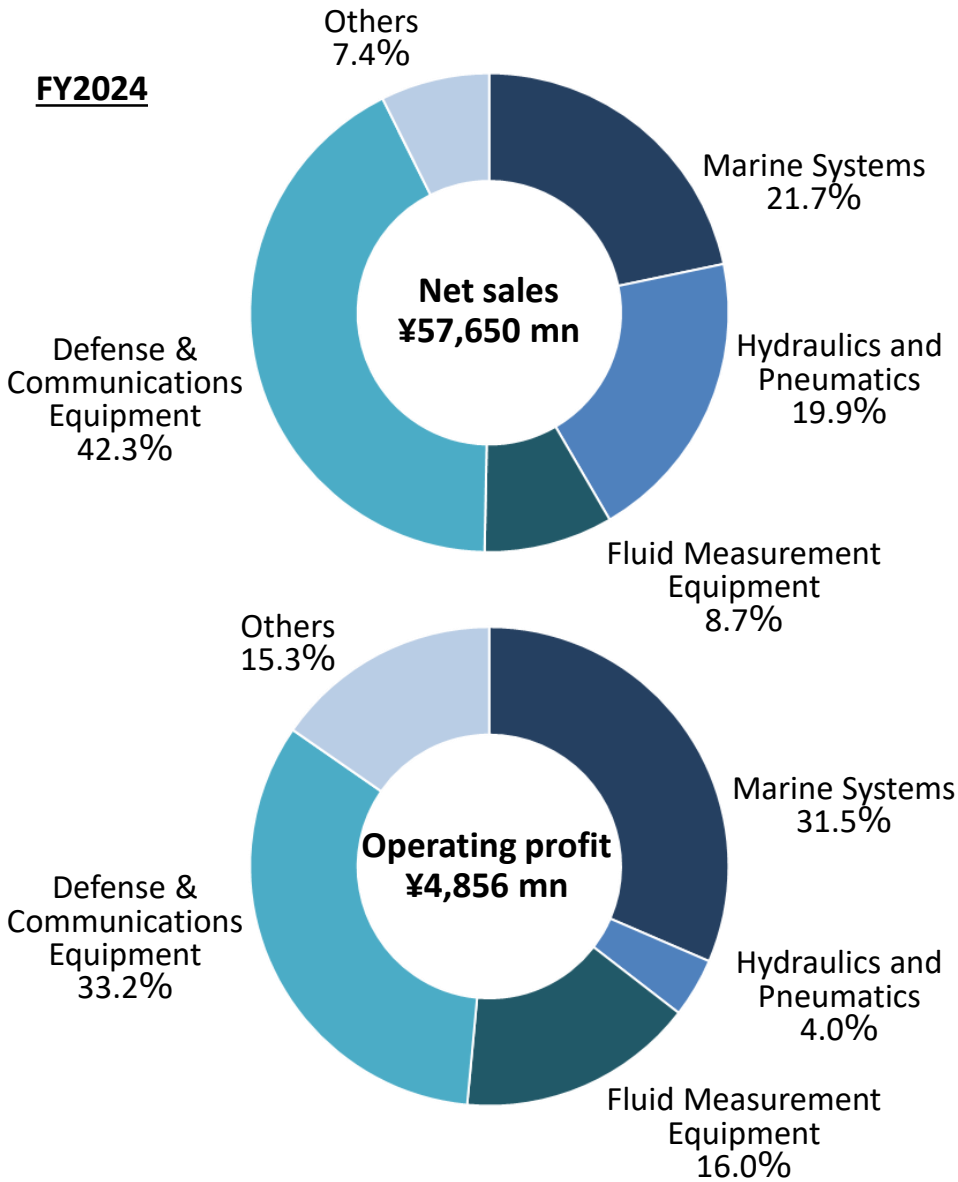 FY2024
Others
7.4%
Marine Systems
21.7%
Net sales
¥57,650 mn
Hydraulics and
Pneumatics
19.9%
Defense &
Communications
Equipment
42.3%
Fluid Measurement
Equipment
8.7%
Others
15.3%
Marine Systems
31.5%
Operating profit
¥4,856 mn
Defense &
Communications
Equipment
33.2%
Hydraulics and
Pneumatics
4.0%
Fluid Measurement
Equipment
16.0%